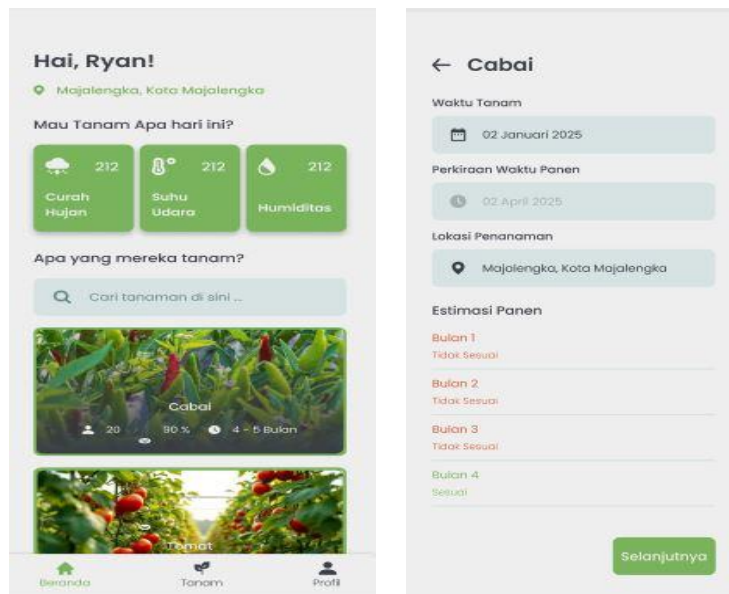 Hai, Ryan!
Majalengka, Kota Majalengka
Mau Tanam Apa hari ini?
212
Curah
Hujan
212
Suhu
Udara
212
Humiditas
Apa yang mereka tanam?
Cari tanaman di sini ...
Cabai
20
90 %
4 - 5 Bulan
Tomat
Beranda
Tanam
Profil
Cabai
Waktu Tanam
02 Januari 2025
Perkiraan Waktu Panen
02 April 2025
Lokasi Penanaman
Majalengka, Kota Majalengka
Estimasi Panen
Bulan 1
Tidak Sesuai
Bulan 2
Tidak Sesuai
Bulan 3
Tidak Sesuai
Bulan 4
Sesuai
Selanjutnya